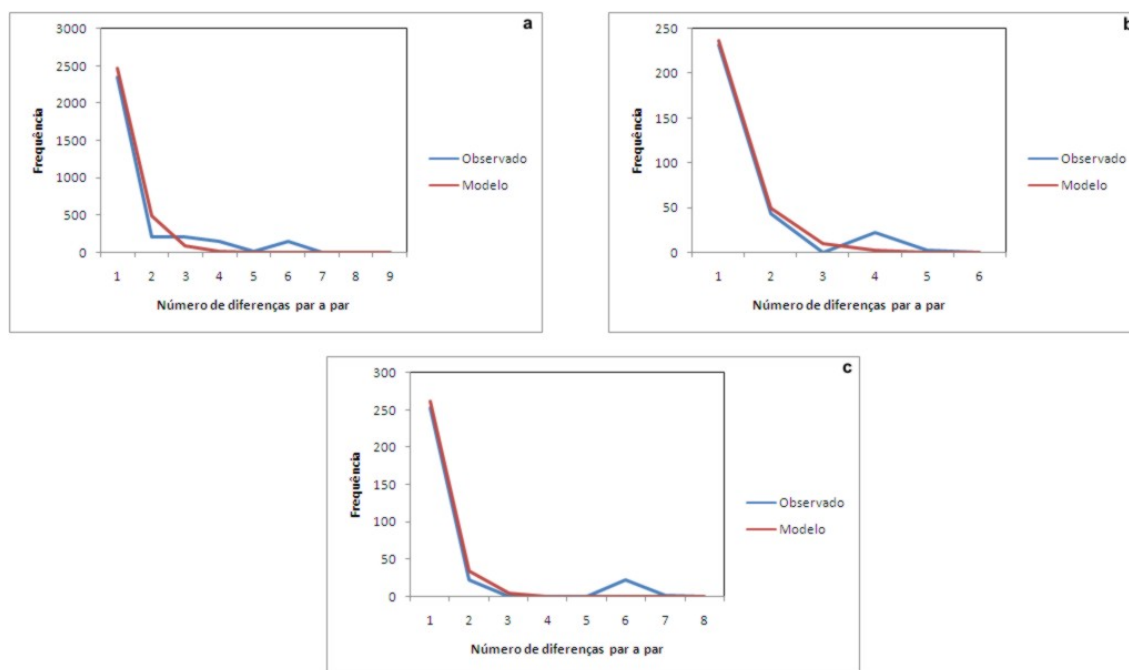 a
3000
2500
2000
1500
1000
500
0
Frequência
1 2 3 4 5 6 7 8 9
Número de diferenças par a par
Observado
Modelo
b
250
200
150
100
50
0
Frequência
1 2 3 4 5 6
Número de diferenças par a par
Observado
Modelo
c
300
250
200
150
100
50
0
Frequência
1 2 3 4 5 6 7 8
Número de diferenças par a par
Observado
Modelo